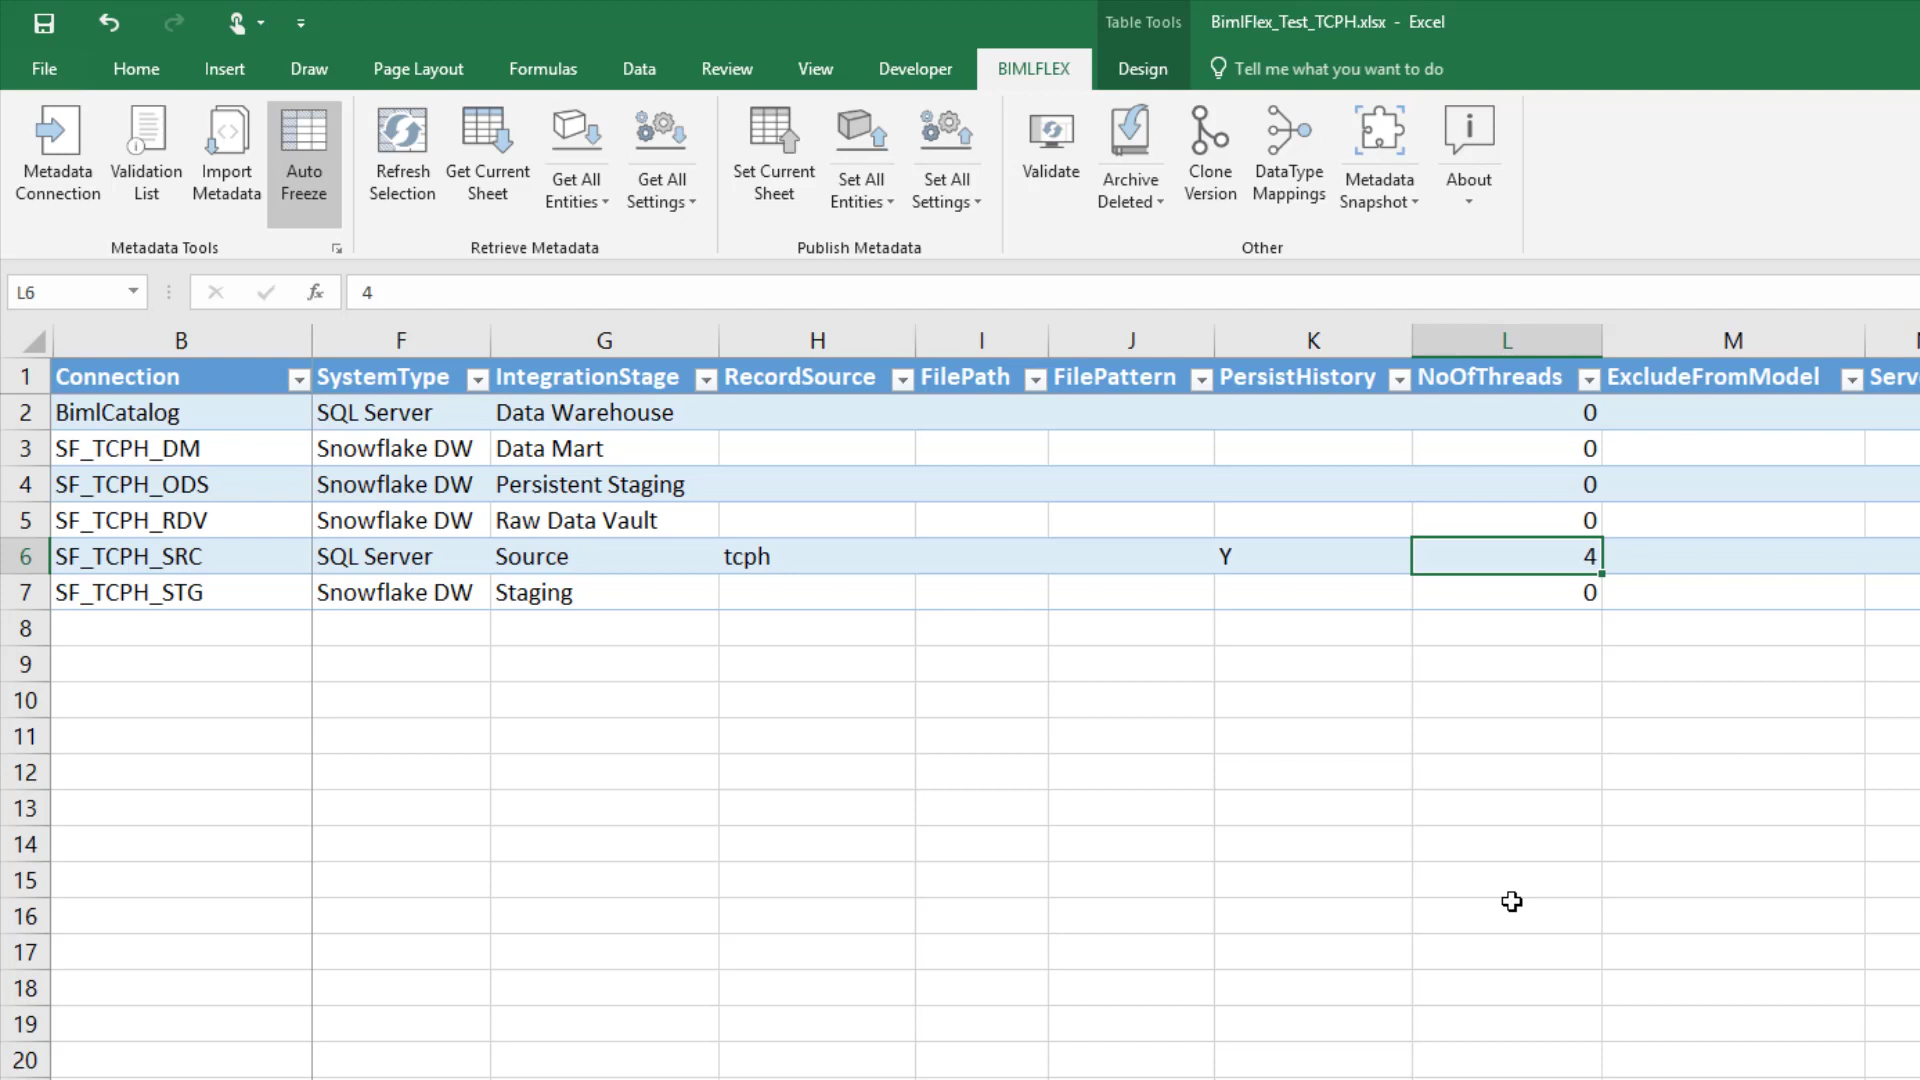 Table Tools
BimlFlex_Test_TCPH.xlsx - Excel
File Home Insert Draw Page Layout Formulas Data Review View Developer BIMLFLEX Design Tell me what you want to do
Metadata Connection
Validation List
Import Metadata
Auto Freeze
Refresh Selection
Get Current Sheet
Get All Entities
Get All Settings
Set Current Sheet
Set All Entities
Set All Settings
Validate
Archive Deleted
Clone Version
DataType Mappings
Metadata Snapshot
About
Metadata Tools Retrieve Metadata Publish Metadata Other
L6 fx 4
B F G H I J K L M
1 Connection SystemType IntegrationStage RecordSource FilePath FilePattern PersistHistory NoOfThreads ExcludeFromModel
2 BimlCatalog SQL Server Data Warehouse 0
3 SF_TCPH_DM Snowflake DW Data Mart 0
4 SF_TCPH_ODS Snowflake DW Persistent Staging 0
5 SF_TCPH_RDV Snowflake DW Raw Data Vault 0
6 SF_TCPH_SRC SQL Server Source tcph Y 4
7 SF_TCPH_STG Snowflake DW Staging 0
8
9
10
11
12
13
14
15
16
17
18
19
20